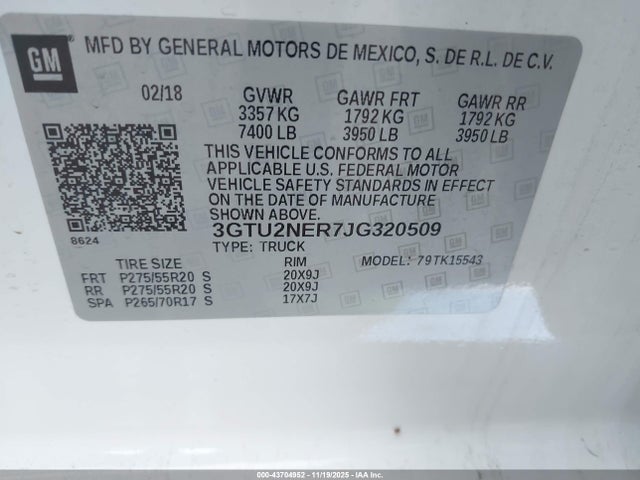 GM
MFD BY GENERAL MOTORS DE MEXICO, S. DE R.L. DE C.V.
02/18 GVWR GAWR FRT GAWR RR
3357 KG 1792 KG 1792 KG
7400 LB 3950 LB 3950 LB
THIS VEHICLE CONFORMS TO ALL
APPLICABLE U.S. FEDERAL MOTOR
VEHICLE SAFETY STANDARDS IN EFFECT
ON THE DATE OF MANUFACTURE
SHOWN ABOVE.
8624
3GTU2NER7JG320509
TYPE: TRUCK MODEL: 79TK15543
TIRE SIZE RIM
FRT P275/55R20 S 20X9J
RR P275/55R20 S 20X9J
SPA P265/70R17 S 17X7J
000-43704952 - 11/19/2025 - IAA Inc.